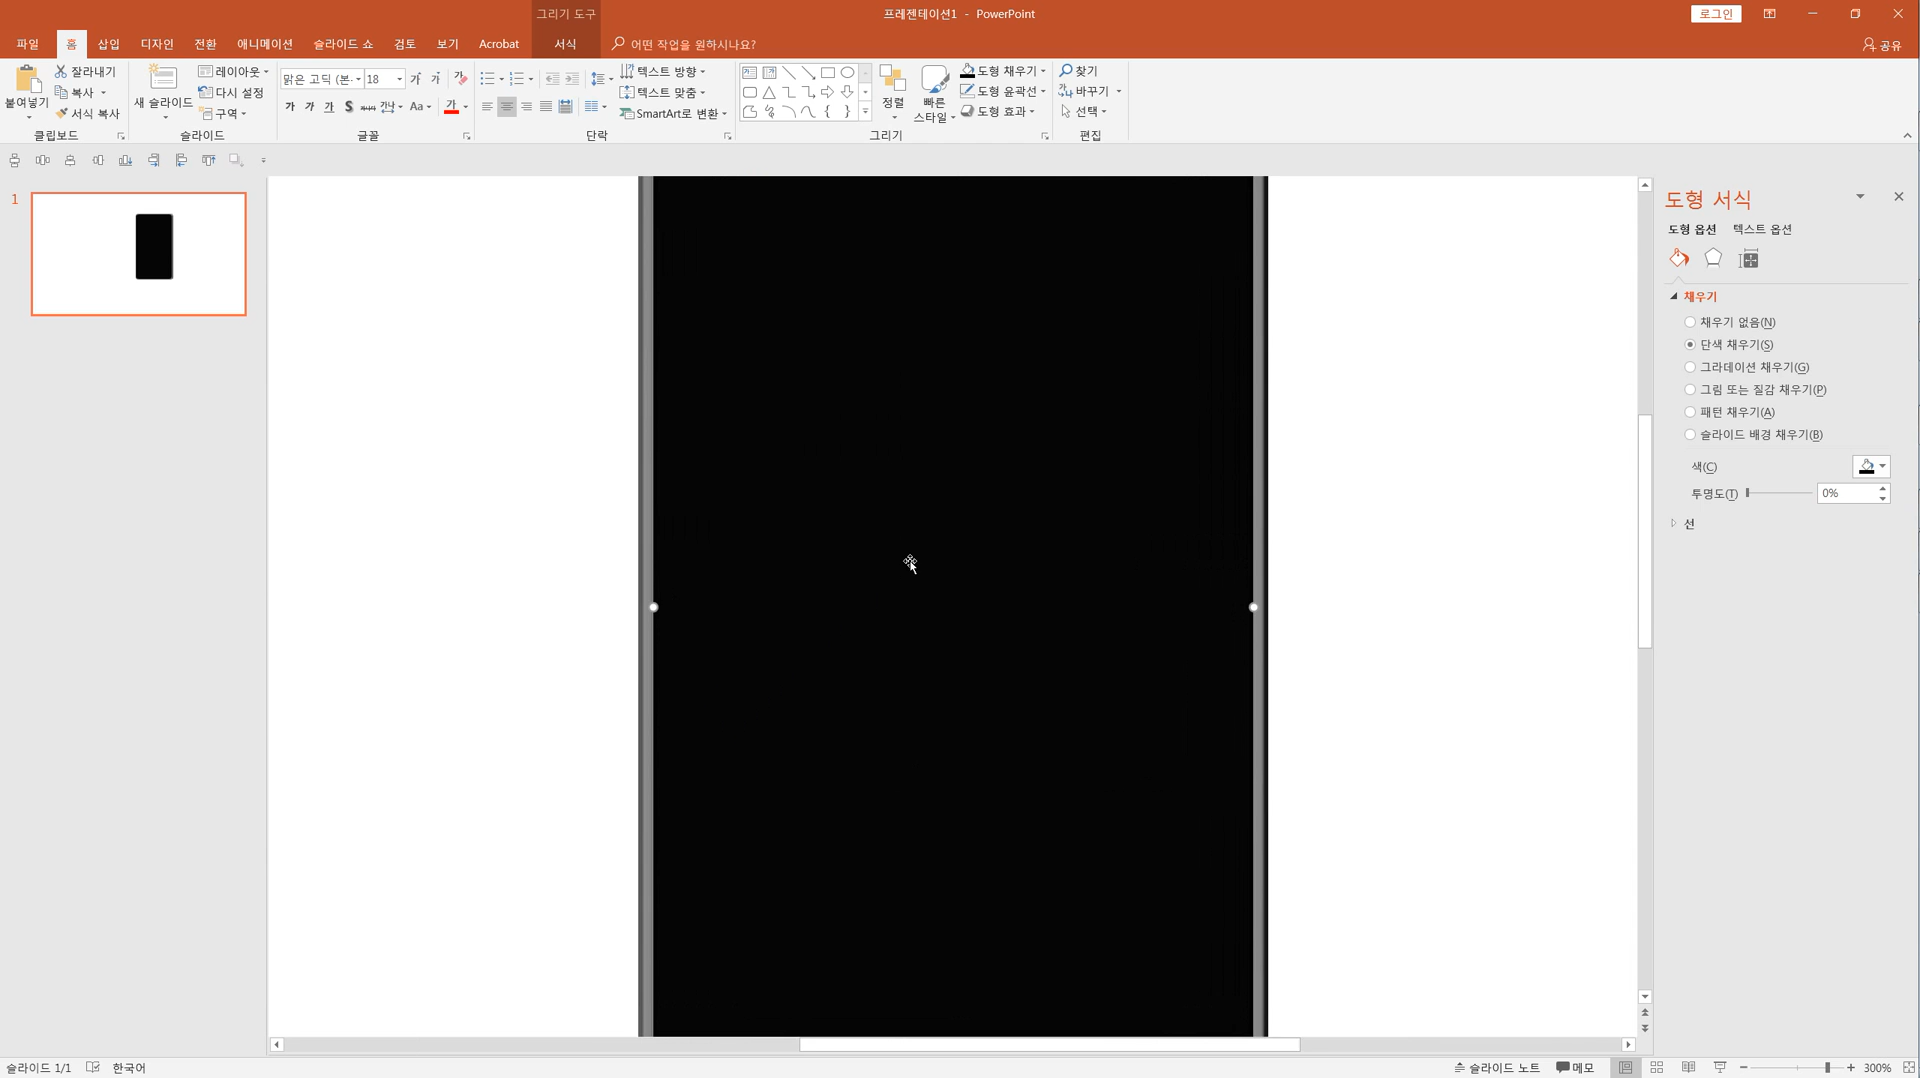 그리기 도구
프레젠테이션1 - PowerPoint
로그인
파일 홈 삽입 디자인 전환 애니메이션 슬라이드 쇼 검토 보기 Acrobat 서식 어떤 작업을 원하시나요?
공유
붙여넣기
잘라내기
복사
서식 복사
클립보드
새 슬라이드
레이아웃
다시 설정
구역
슬라이드
맑은 고딕 (본 18
가 가 가 S 간나 Aa 가
글꼴
텍스트 방향
텍스트 맞춤
SmartArt로 변환
단락
정렬
빠른
스타일
도형 채우기
도형 윤곽선
도형 효과
그리기
찾기
바꾸기
선택
편집
1
도형 서식
도형 옵션 텍스트 옵션
채우기
채우기 없음(N)
단색 채우기(S)
그라데이션 채우기(G)
그림 또는 질감 채우기(P)
패턴 채우기(A)
슬라이드 배경 채우기(B)
색(C)
투명도(T) 0%
선
슬라이드 1/1 한국어
슬라이드 노트 메모 300%